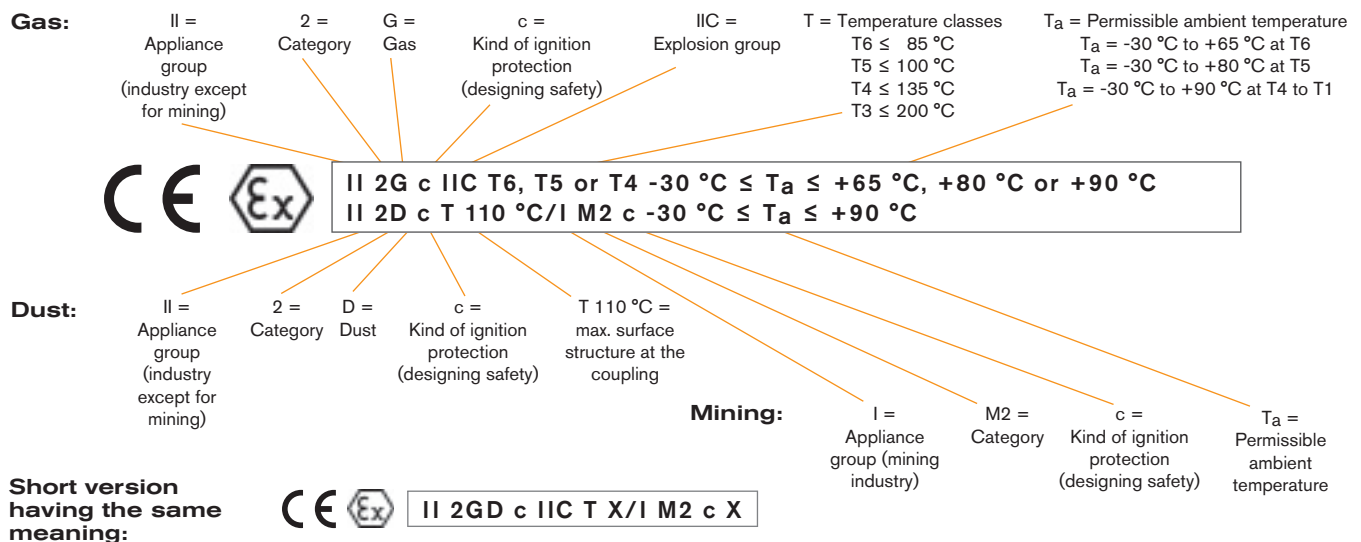 Gas:
II =
Appliance
group
(industry except
for mining)
2 =
Category
G =
Gas
c =
Kind of ignition
protection
(designing safety)
IIC =
Explosion group
T = Temperature classes
T6 ≤ 85 °C
T5 ≤ 100 °C
T4 ≤ 135 °C
T3 ≤ 200 °C
Ta = Permissible ambient temperature
Ta = -30 °C to +65 °C at T6
Ta = -30 °C to +80 °C at T5
Ta = -30 °C to +90 °C at T4 to T1
CE Ex
II 2G c IIC T6, T5 or T4 -30 °C ≤ Ta ≤ +65 °C, +80 °C or +90 °C
II 2D c T 110 °C/I M2 c -30 °C ≤ Ta ≤ +90 °C
Dust:
II =
Appliance
group
(industry
except for
mining)
2 =
Category
D =
Dust
c =
Kind of ignition
protection
(designing safety)
T 110 °C =
max. surface
structure at the
coupling
Mining:
I =
Appliance
group (mining
industry)
M2 =
Category
c =
Kind of ignition
protection
(designing safety)
Ta =
Permissible
ambient
temperature
Short version
having the same
meaning:
CE Ex
II 2GD c IIC T X/I M2 c X